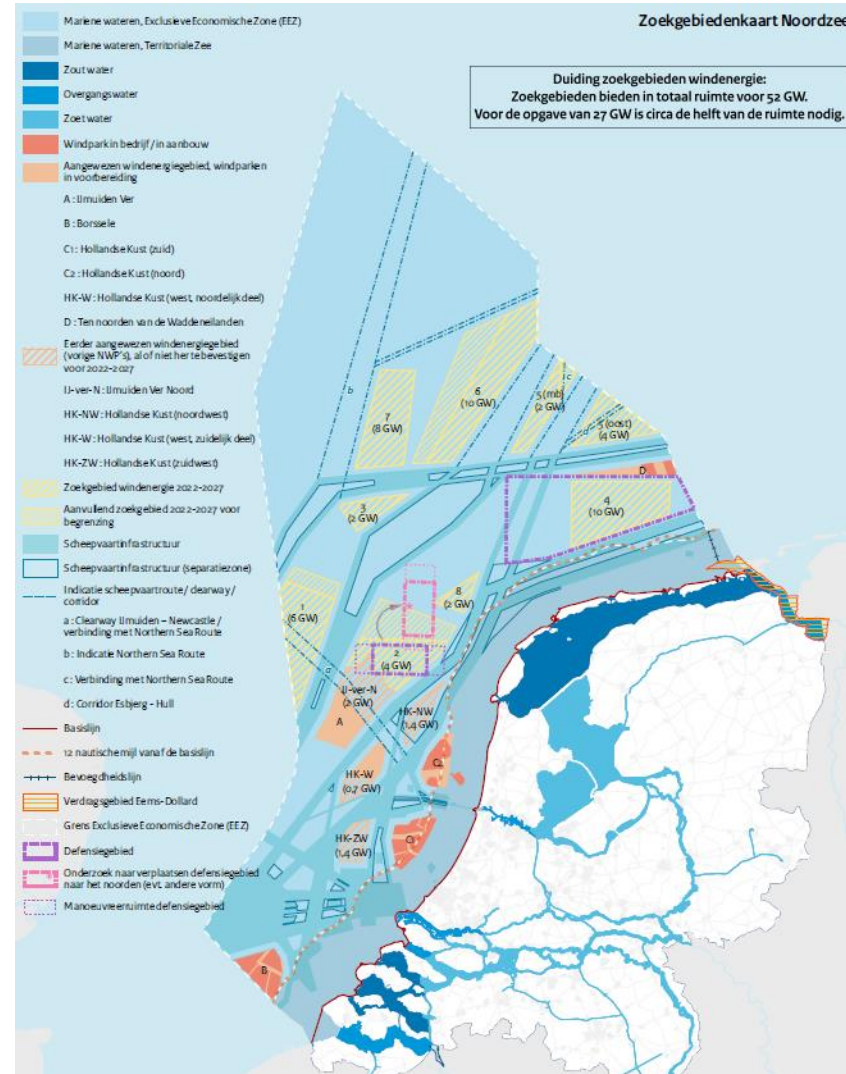 Zoekgebiedenkaart Noordzee
Duiding zoekgebieden windenergie:
Zoekgebieden bieden in totaal ruimte voor 52 GW.
Voor de opgave van 27 GW is circa de helft van de ruimte nodig.
Mariene wateren, Exclusieve Economische Zone (EEZ)
Mariene wateren, Territoriale Zee
Zout water
Overgangswater
Zoet water
Windpark in bedrijf / in aanbouw
Aangewezen windenergiegebied, windparken
in voorbereiding
A : IJmuiden Ver
B : Borssele
C1 : Hollandse Kust (zuid)
C2 : Hollandse Kust (noord)
HK-W : Hollandse Kust (west, noordelijk deel)
D : Ten noorden van de Waddeneilanden
Eerder aangewezen windenergiegebied
(vorige NWP's), al of niet her te bevestigen
voor 2022-2027
IJ-ver-N : IJmuiden Ver Noord
HK-NW : Hollandse Kust (noordwest)
HK-W : Hollandse Kust (west, zuidelijk deel)
HK-ZW : Hollandse Kust (zuidwest)
Zoekgebied windenergie 2022-2027
Aanvullend zoekgebied 2022-2027 voor
begrenzing
Scheepvaartinfrastructuur
Scheepvaartinfrastructuur (separatiezone)
Indicatie scheepvaartroute / clearway /
corridor
a : Clearway IJmuiden – Newcastle /
verbinding met Northern Sea Route
b : Indicatie Northern Sea Route
c : Verbinding met Northern Sea Route
d : Corridor Esbjerg - Hull
Basislijn
12 nautische mijl vanaf de basislijn
Bevoegdheidslijn
Verdragsgebied Eems-Dollard
Grens Exclusieve Economische Zone (EEZ)
Defensiegebied
Onderzoek naar verplaatsen defensiegebied
naar het noorden (evt. andere vorm)
Manoeuvreerruimte defensiegebied
b
6
(10 GW)
7
(8 GW)
c
5 (mb)
(2 GW)
d
5 (oost)
(4 GW)
D
3
(2 GW)
4
(10 GW)
1
(6 GW)
8
(2 GW)
2
(4 GW)
a
IJ-ver-N
(2 GW)
A
HK-NW
(1,4 GW)
C2
HK-W
(0,7 GW)
HK-ZW
(1,4 GW)
C1
B